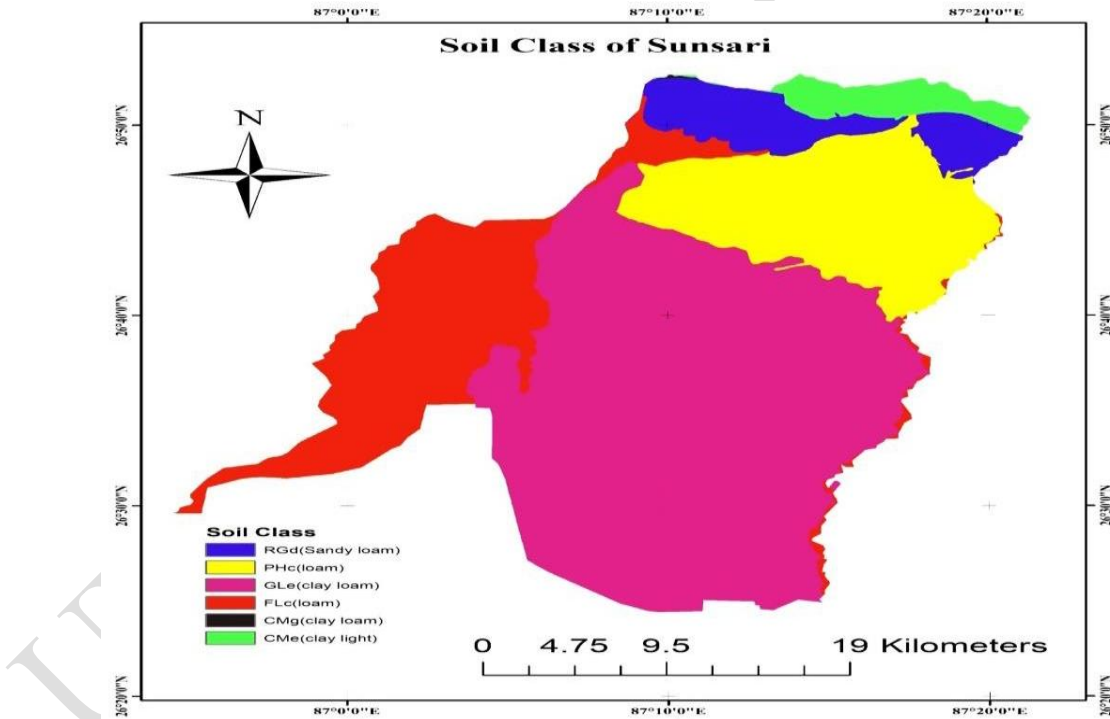 87°0'0"E 87°10'0"E 87°20'0"E
Soil Class of Sunsari
N
26°50'0"N
26°40'0"N
26°30'0"N
26°20'0"N
Soil Class
RGd(Sandy loam)
PHc(loam)
GLe(clay loam)
FLc(loam)
CMg(clay loam)
CMe(clay light)
0 4.75 9.5 19 Kilometers
87°0'0"E 87°10'0"E 87°20'0"E